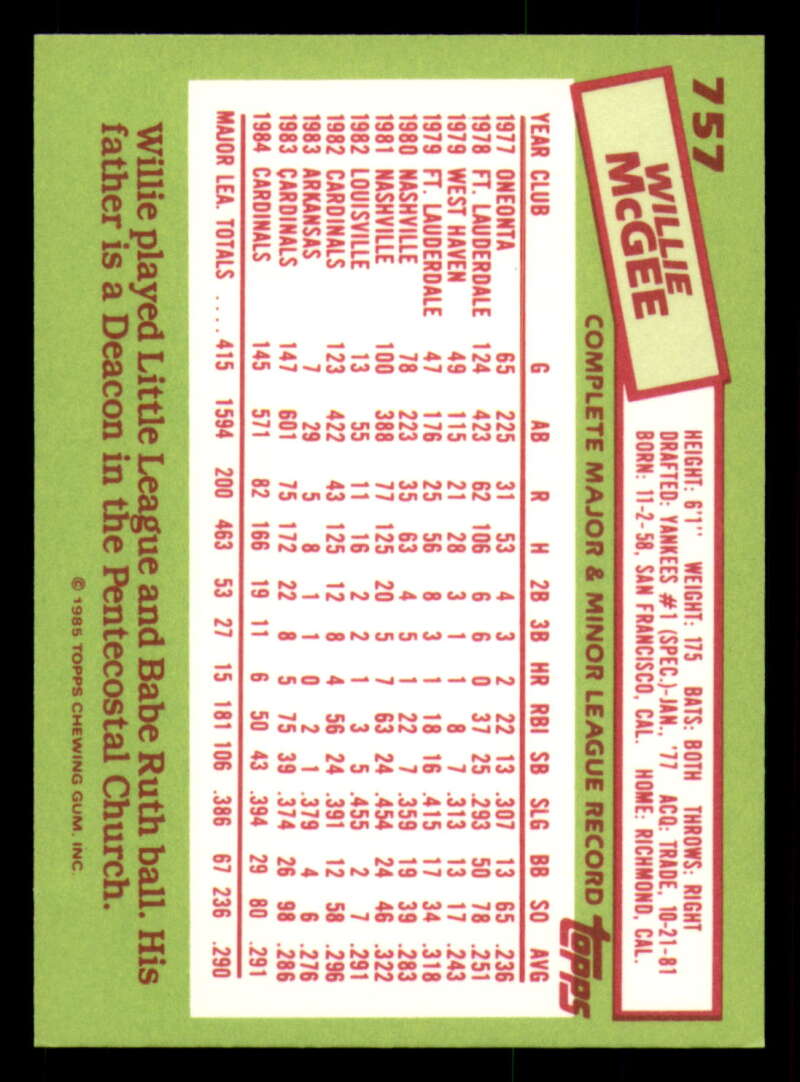 757
WILLIE
McGEE
HEIGHT: 6'1" WEIGHT: 175 BATS: BOTH THROWS: RIGHT
DRAFTED: YANKEES #1 (SPEC.)-JAN., '77 ACQ: TRADE, 10-21-81
BORN: 11-2-58, SAN FRANCISCO, CAL. HOME: RICHMOND, CAL.
COMPLETE MAJOR & MINOR LEAGUE RECORD topps
YEAR CLUB G AB R H 2B 3B HR RBI SB SLG BB SO AVG
1977 ONEONTA 65 225 31 53 4 3 2 22 13 .307 13 65 .236
1978 FT. LAUDERDALE 124 423 62 106 6 6 0 37 25 .293 50 78 .251
1979 WEST HAVEN 49 115 21 28 3 1 1 8 7 .313 13 17 .243
1979 FT. LAUDERDALE 47 176 25 56 8 3 1 18 16 .415 17 34 .318
1980 NASHVILLE 78 223 35 63 4 5 1 22 7 .359 19 39 .283
1981 NASHVILLE 100 388 77 125 20 5 7 63 24 .454 24 46 .322
1982 LOUISVILLE 13 55 11 16 2 2 1 3 5 .455 2 7 .291
1982 CARDINALS 123 422 43 125 12 8 4 56 24 .391 12 58 .296
1983 ARKANSAS 7 29 5 8 1 1 0 2 1 .379 4 6 .276
1983 CARDINALS 147 601 75 172 22 8 5 75 39 .374 26 98 .286
1984 CARDINALS 145 571 82 166 19 11 6 50 43 .394 29 80 .291
MAJOR LEA. TOTALS .... 415 1594 200 463 53 27 15 181 106 .386 67 236 .290
Willie played Little League and Babe Ruth ball. His
father is a Deacon in the Pentecostal Church.
© 1985 TOPPS CHEWING GUM, INC.